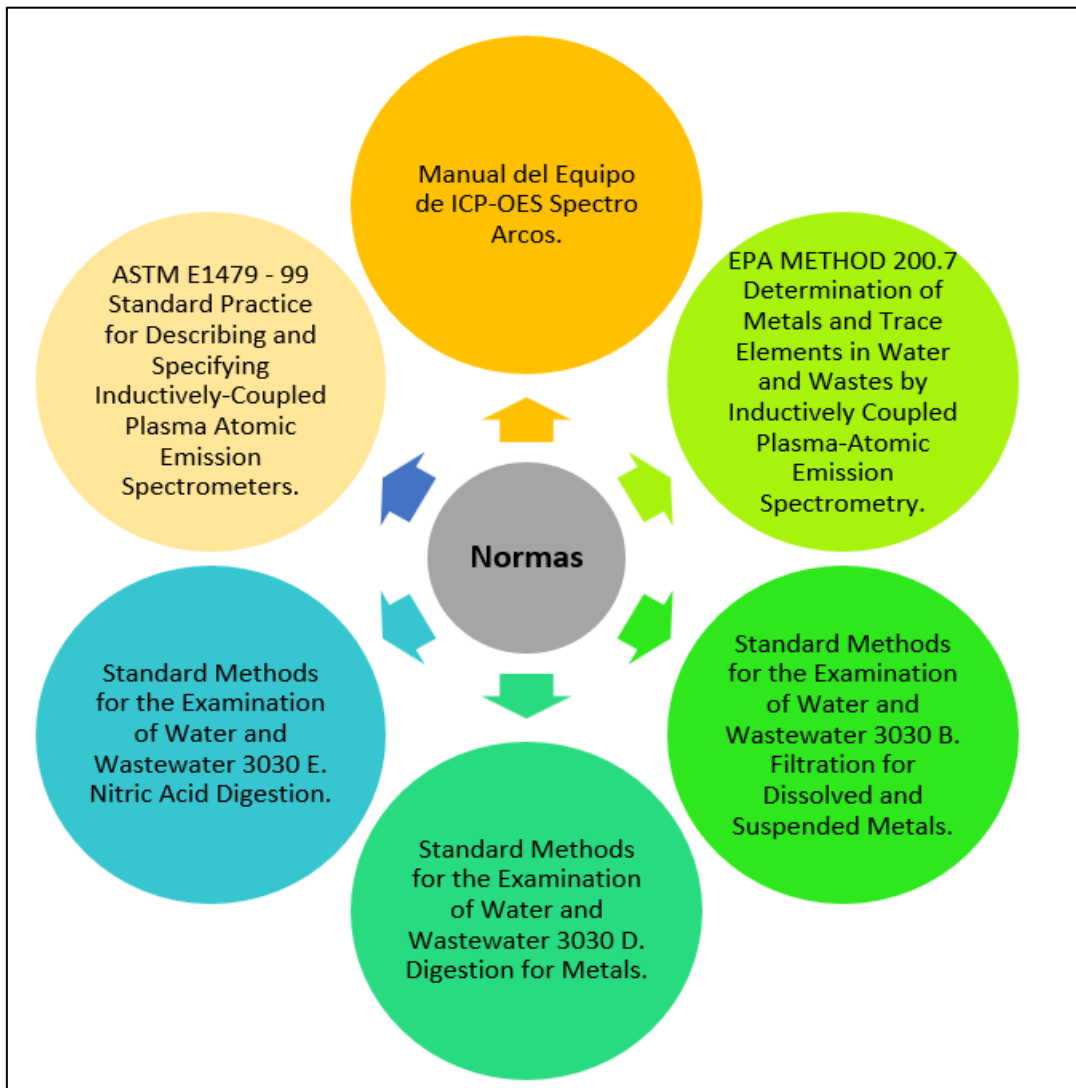 Manual del Equipo
de ICP-OES Spectro
Arcos.
ASTM E1479 - 99
Standard Practice
for Describing and
Specifying
Inductively-Coupled
Plasma Atomic
Emission
Spectrometers.
EPA METHOD 200.7
Determination of
Metals and Trace
Elements in Water
and Wastes by
Inductively Coupled
Plasma-Atomic
Emission
Spectrometry.
Normas
Standard Methods
for the Examination
of Water and
Wastewater 3030 E.
Nitric Acid Digestion.
Standard Methods
for the Examination
of Water and
Wastewater 3030 B.
Filtration for
Dissolved and
Suspended Metals.
Standard Methods
for the Examination
of Water and
Wastewater 3030 D.
Digestion for Metals.